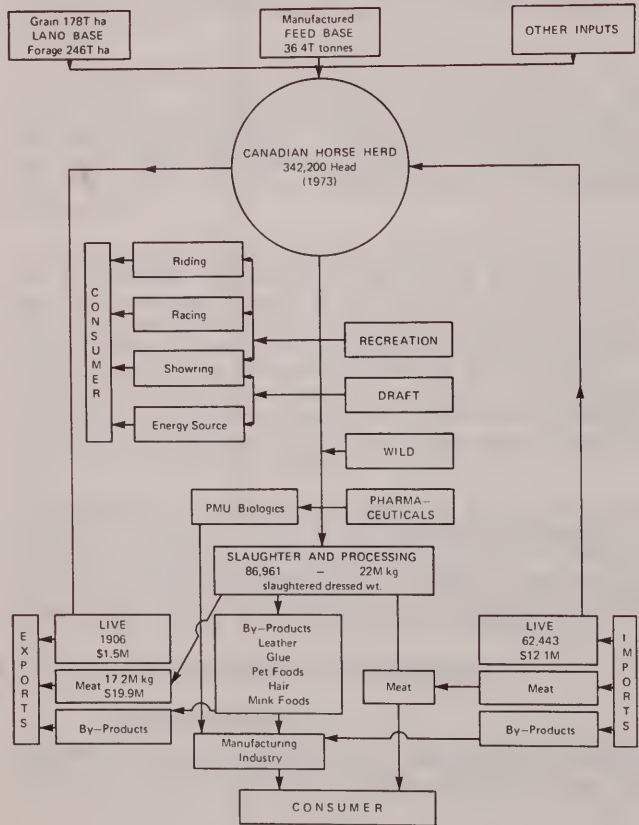 Grain 178T ha
LANO BASE
Forage 246T ha
Manufactured
FEED BASE
36 4T tonnes
OTHER INPUTS
CANADIAN HORSE HERD
342,200 Head
(1973)
CONSUMER
Riding
Racing
Showring
Energy Source
RECREATION
DRAFT
WILD
PMU Biologics
PHARMA–
CEUTICALS
SLAUGHTER AND PROCESSING
86,961 – 22M kg
slaughtered dressed wt.
EXPORTS
LIVE
1906
$1.5M
Meat 17 2M kg
$19.9M
By–Products
By–Products
Leather
Glue
Pet Foods
Hair
Mink Foods
Meat
LIVE
62,443
$12 1M
Meat
By–Products
IMPORTS
Manufacturing
Industry
CONSUMER